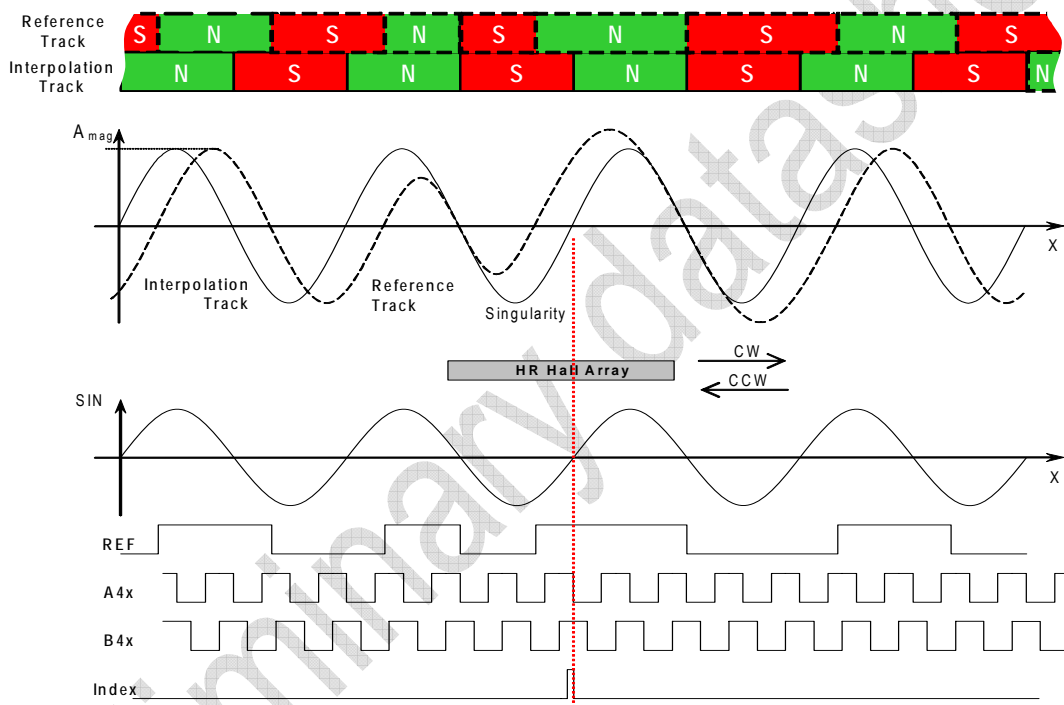 Reference Track S N S N S N S N S
Interpolation Track N S N S N S N S N
A mag
X
Interpolation Track
Reference Track
Singularity
CW
HR Hall Array
CCW
SIN
X
REF
A4x
B4x
Index